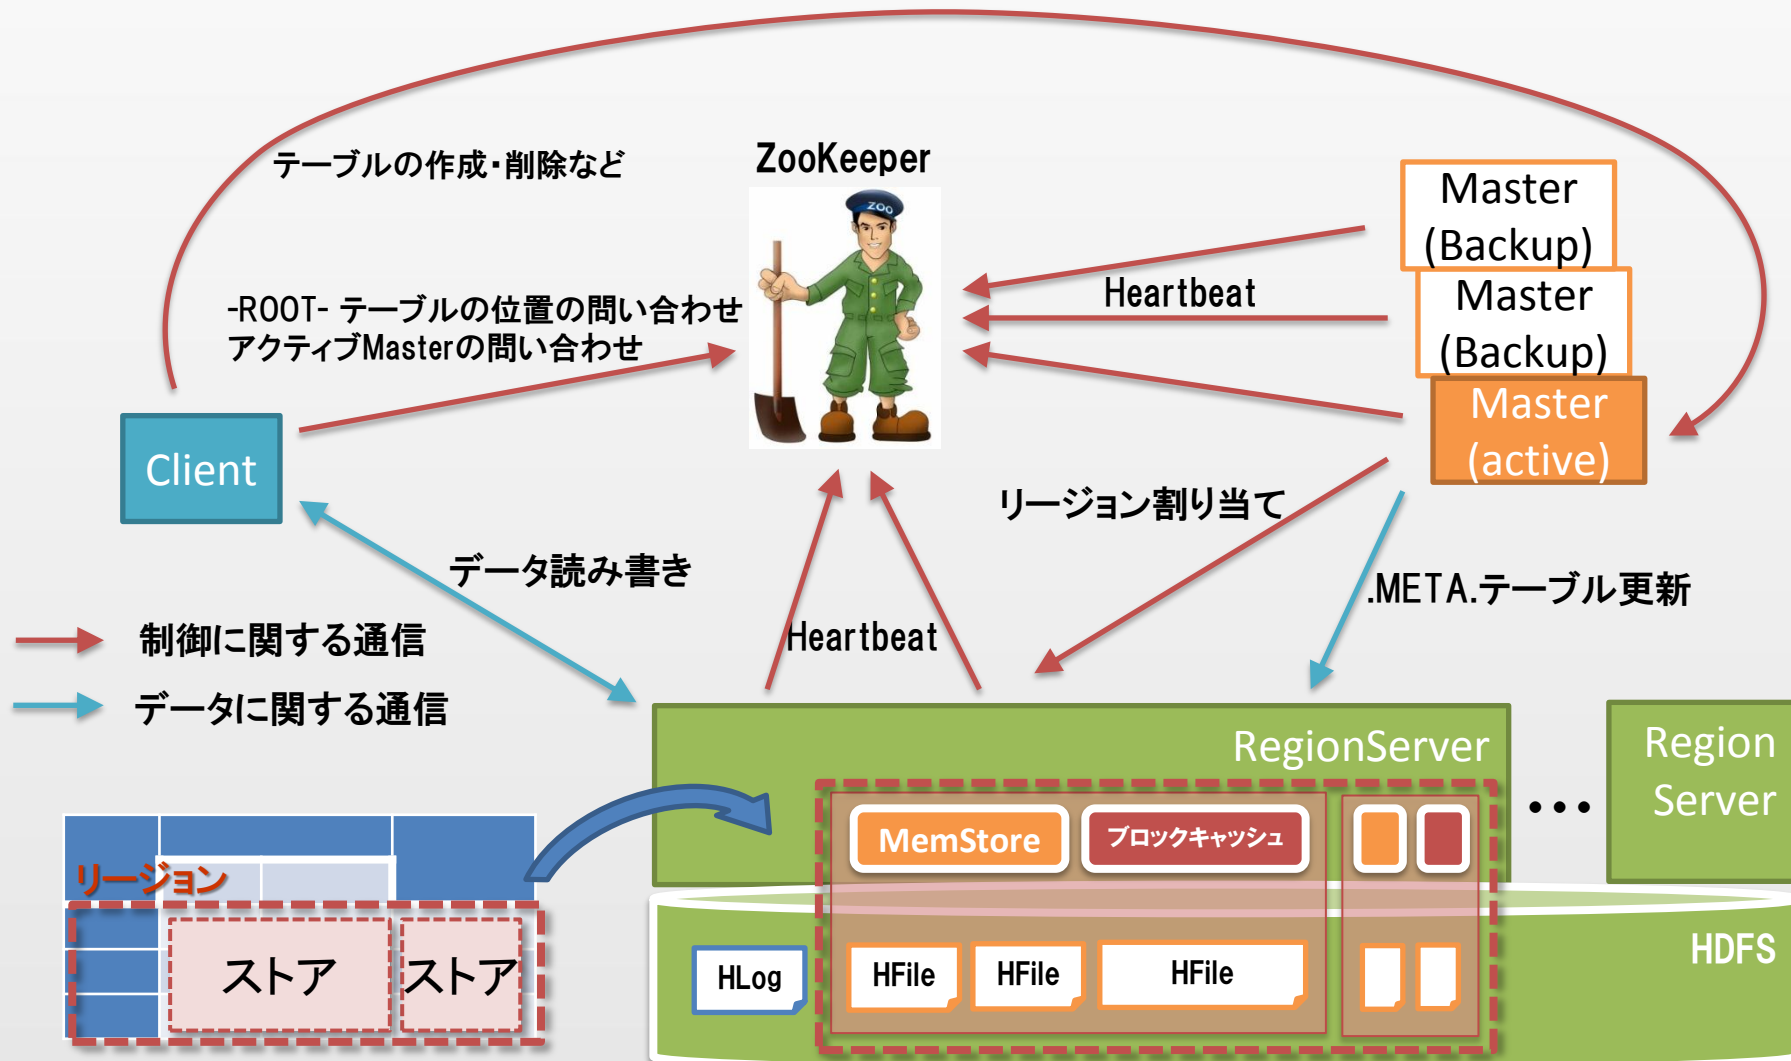 テーブルの作成・削除など
ZooKeeper
ZOO
Master
(Backup)
Master
(Backup)
Master
(active)
Heartbeat
-ROOT- テーブルの位置の問い合わせ
アクティブMasterの問い合わせ
Client
リージョン割り当て
データ読み書き
.META.テーブル更新
Heartbeat
制御に関する通信
データに関する通信
RegionServer
Region
Server
MemStore
ブロックキャッシュ
...
リージョン
ストア
ストア
HLog
HFile
HFile
HFile
HDFS